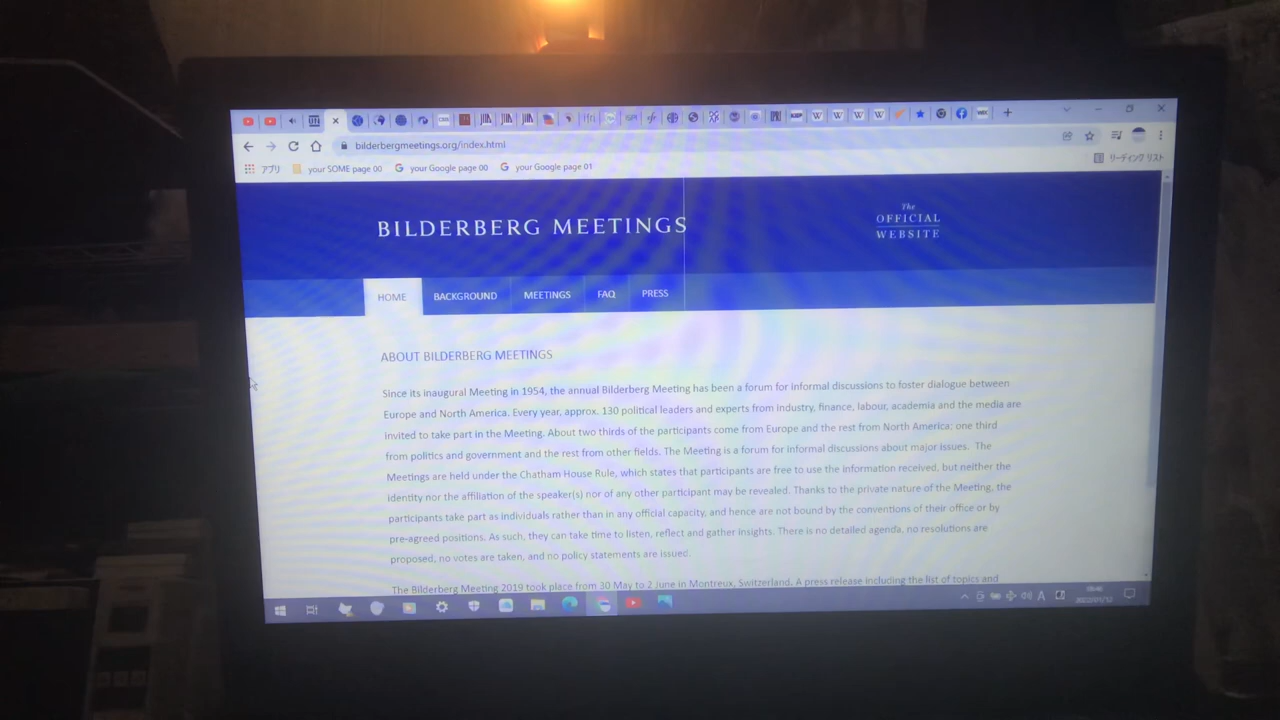 bilderbergmeetings.org/index.html
アプリ your SOME page 00 your Google page 00 your Google page 01 リーディング リスト
BILDERBERG MEETINGS
The
OFFICIAL
WEBSITE
HOME BACKGROUND MEETINGS FAQ PRESS
ABOUT BILDERBERG MEETINGS
Since its inaugural Meeting in 1954, the annual Bilderberg Meeting has been a forum for informal discussions to foster dialogue between
Europe and North America. Every year, approx. 130 political leaders and experts from industry, finance, labour, academia and the media are
invited to take part in the Meeting. About two thirds of the participants come from Europe and the rest from North America; one third
from politics and government and the rest from other fields. The Meeting is a forum for informal discussions about major issues. The
Meetings are held under the Chatham House Rule, which states that participants are free to use the information received, but neither the
identity nor the affiliation of the speaker(s) nor of any other participant may be revealed. Thanks to the private nature of the Meeting, the
participants take part as individuals rather than in any official capacity, and hence are not bound by the conventions of their office or by
pre-agreed positions. As such, they can take time to listen, reflect and gather insights. There is no detailed agenda, no resolutions are
proposed, no votes are taken, and no policy statements are issued.
The Bilderberg Meeting 2019 took place from 30 May to 2 June in Montreux, Switzerland. A press release including the list of topics and
A